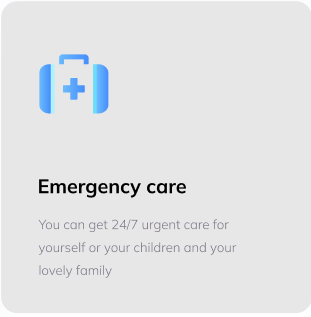 Emergency care
You can get 24/7 urgent care for
yourself or your children and your
lovely family